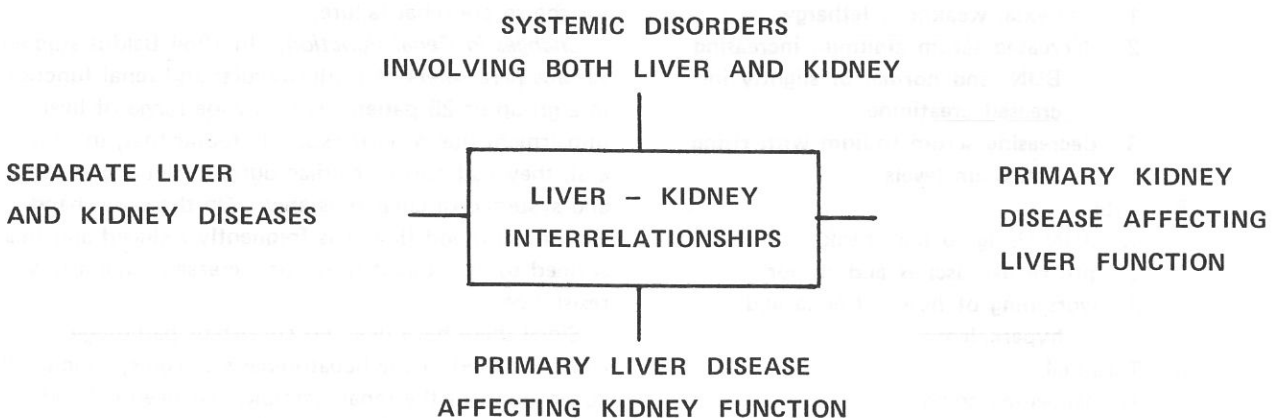 SYSTEMIC DISORDERS
INVOLVING BOTH LIVER AND KIDNEY
SEPARATE LIVER
AND KIDNEY DISEASES
LIVER – KIDNEY
INTERRELATIONSHIPS
PRIMARY KIDNEY
DISEASE AFFECTING
LIVER FUNCTION
PRIMARY LIVER DISEASE
AFFECTING KIDNEY FUNCTION